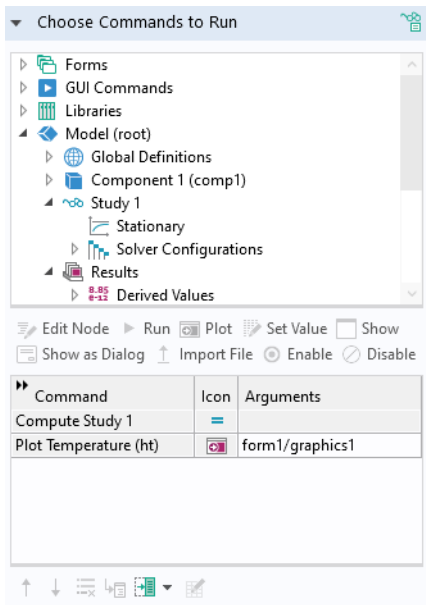 Choose Commands to Run
Forms
GUI Commands
Libraries
Model (root)
Global Definitions
Component 1 (comp1)
Study 1
Stationary
Solver Configurations
Results
8.85
e-12 Derived Values
Edit Node Run Plot Set Value Show
Show as Dialog Import File Enable Disable
Command Icon Arguments
Compute Study 1 =
Plot Temperature (ht) form1/graphics1